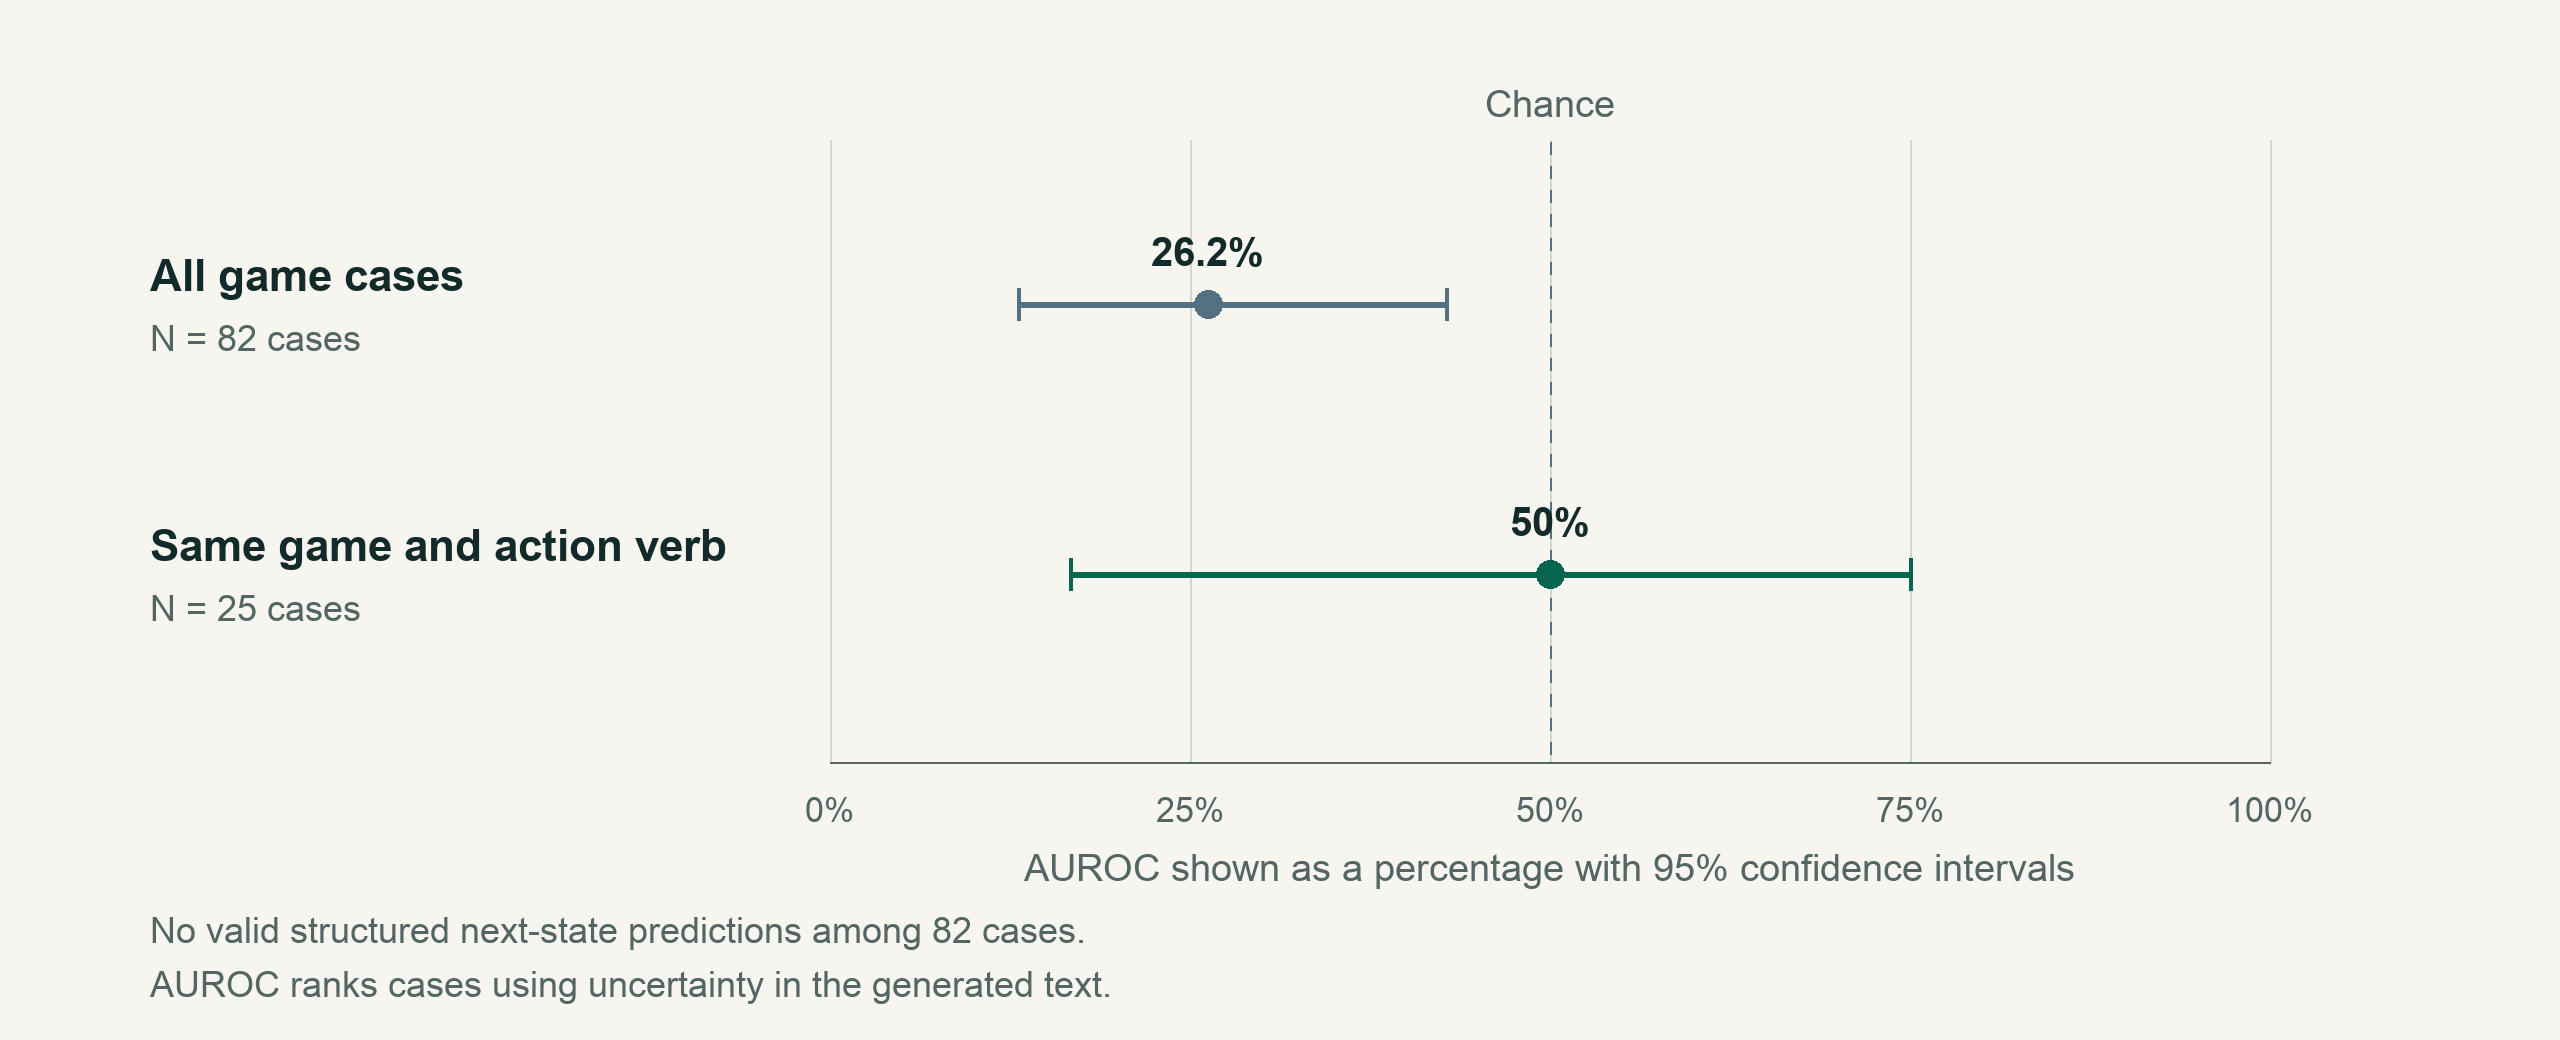 Chance
26.2%
All game cases
N = 82 cases
50%
Same game and action verb
N = 25 cases
0%
25%
50%
75%
100%
AUROC shown as a percentage with 95% confidence intervals
No valid structured next-state predictions among 82 cases.
AUROC ranks cases using uncertainty in the generated text.